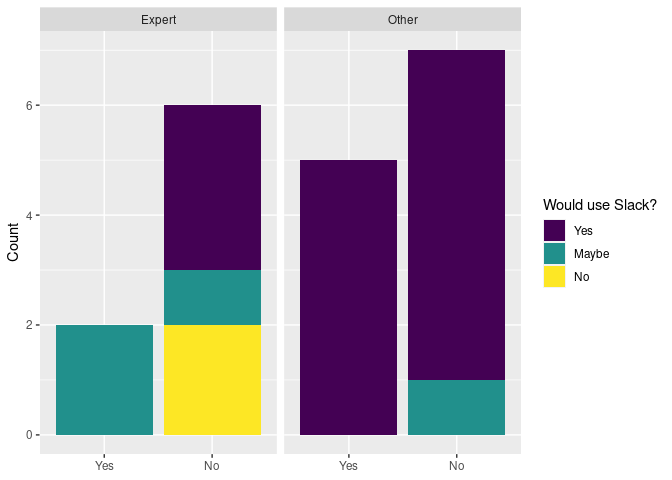 Expert
Other
6
4
2
0
Count
Yes
No
Yes
No
Would use Slack?
Yes
Maybe
No